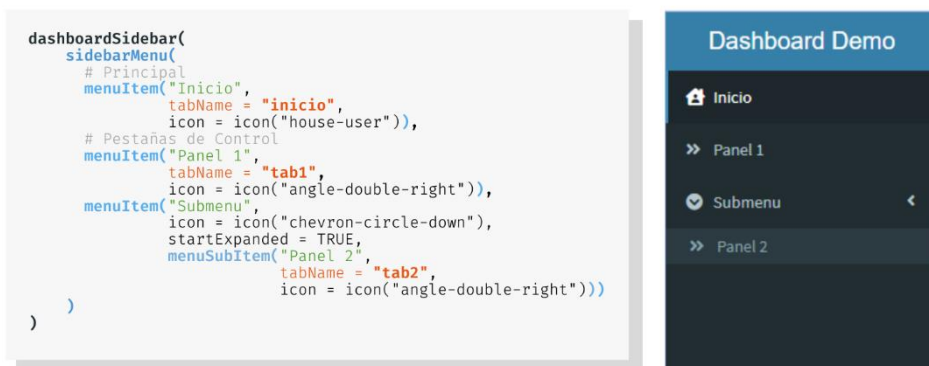 dashboardSidebar(
sidebarMenu(
# Principal
menuItem("Inicio",
tabName = "inicio",
icon = icon("house-user")),
# Pestañas de Control
menuItem("Panel 1",
tabName = "tab1",
icon = icon("angle-double-right")),
menuItem("Submenu",
icon = icon("chevron-circle-down"),
startExpanded = TRUE,
menuSubItem("Panel 2",
tabName = "tab2",
icon = icon("angle-double-right")))
)
)
Dashboard Demo
Inicio
Panel 1
Submenu
Panel 2